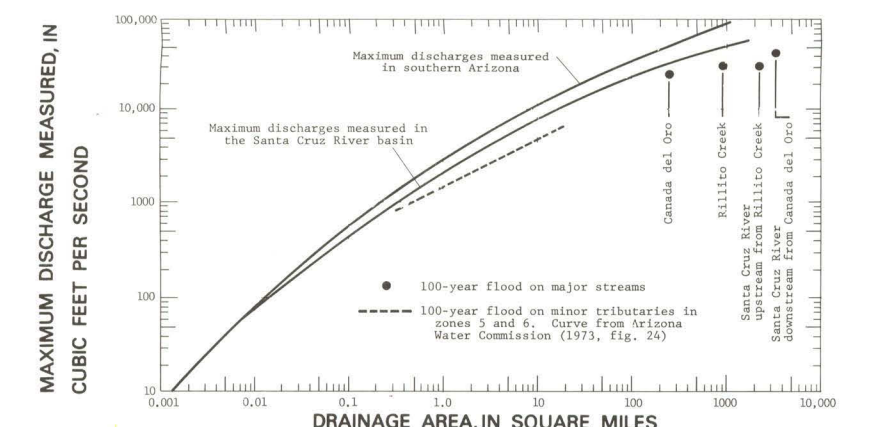 MAXIMUM DISCHARGE MEASURED, IN
CUBIC FEET PER SECOND
100,000
10,000
1000
100
10
Maximum discharges measured
in southern Arizona
Maximum discharges measured in
the Santa Cruz River basin
Canada del Oro
Rillito Creek
Santa Cruz River
upstream from Rillito Creek
Santa Cruz River
downstream from Canada del Oro
100-year flood on major streams
100-year flood on minor tributaries in
zones 5 and 6. Curve from Arizona
Water Commission (1973, fig. 24)
0.001
0.01
0.1
1.0
10
100
1000
10,000
DRAINAGE AREA, IN SQUARE MILES